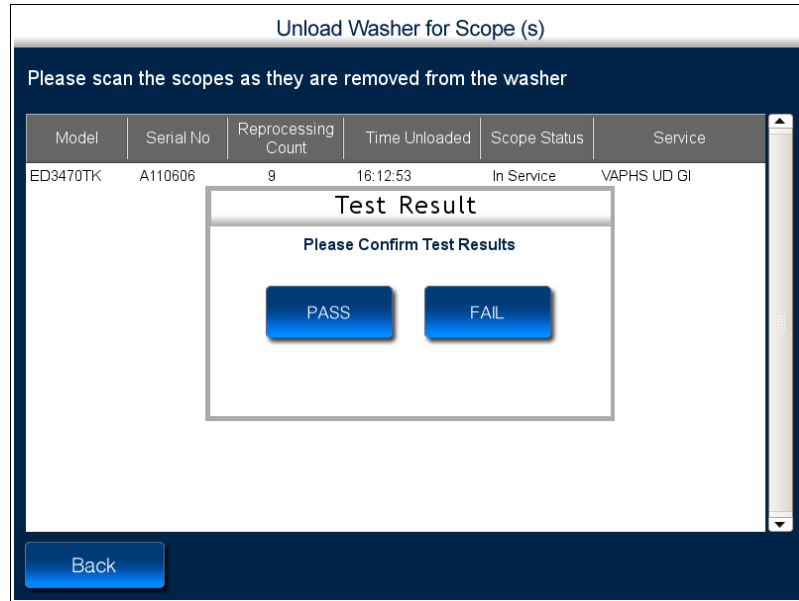 Unload Washer for Scope (s)
Please scan the scopes as they are removed from the washer
Model Serial No Reprocessing Count Time Unloaded Scope Status Service
ED3470TK A110606 9 16:12:53 In Service VAPHS UD GI
Test Result
Please Confirm Test Results
PASS FAIL
Back